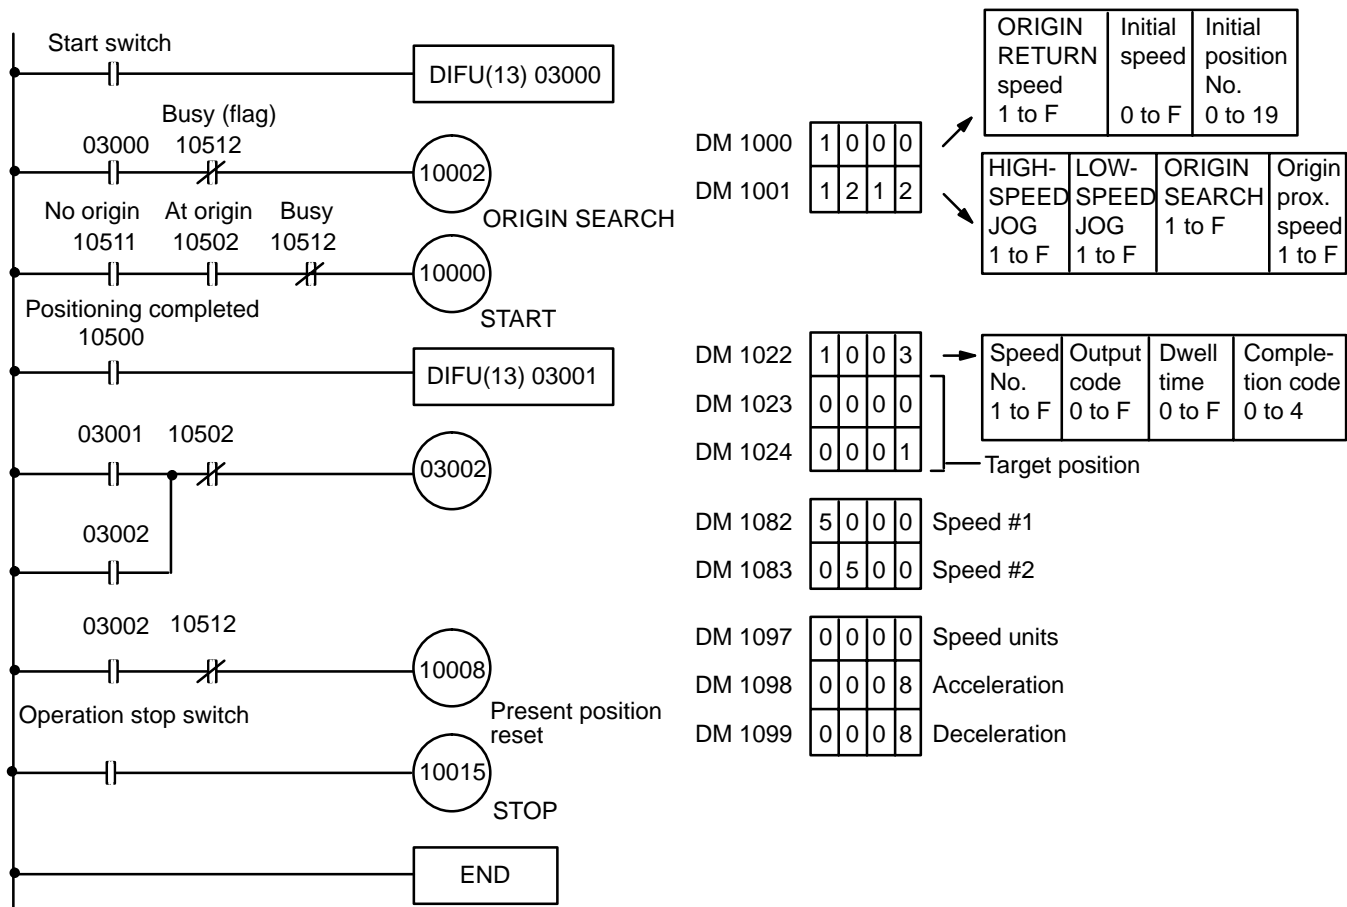 Start switch
DIFU(13) 03000
Busy (flag)
03000 10512
10002
ORIGIN SEARCH
No origin At origin Busy
10511 10502 10512
10000
START
Positioning completed
10500
DIFU(13) 03001
03001 10502
03002
03002
03002 10512
10008
Present position
reset
Operation stop switch
10015
STOP
END
ORIGIN Initial Initial
RETURN speed position
speed No.
1 to F 0 to F 0 to 19
DM 1000 1 0 0 0
DM 1001 1 2 1 2
HIGH- LOW- ORIGIN Origin
SPEED SPEED SEARCH prox.
JOG JOG 1 to F speed
1 to F 1 to F 1 to F
DM 1022 1 0 0 3
DM 1023 0 0 0 0
DM 1024 0 0 0 1
Speed Output Dwell Comple-
No. code time tion code
1 to F 0 to F 0 to F 0 to 4
Target position
DM 1082 5 0 0 0 Speed #1
DM 1083 0 5 0 0 Speed #2
DM 1097 0 0 0 0 Speed units
DM 1098 0 0 0 8 Acceleration
DM 1099 0 0 0 8 Deceleration